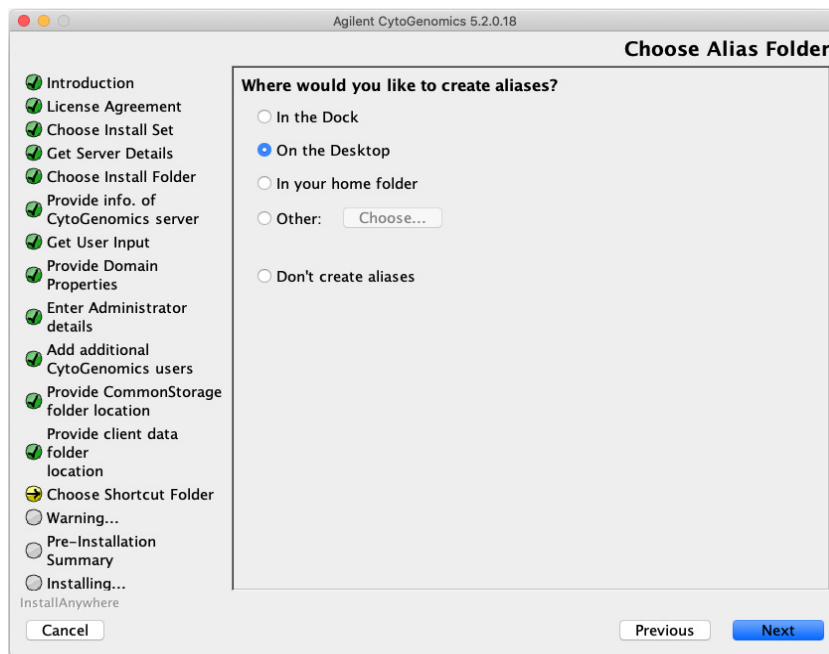 Agilent CytoGenomics 5.2.0.18
Choose Alias Folder
Introduction
License Agreement
Choose Install Set
Get Server Details
Choose Install Folder
Provide info. of
CytoGenomics server
Get User Input
Provide Domain
Properties
Enter Administrator
details
Add additional
CytoGenomics users
Provide CommonStorage
folder location
Provide client data
folder
location
Choose Shortcut Folder
Warning...
Pre-Installation
Summary
Installing...
Where would you like to create aliases?
In the Dock
On the Desktop
In your home folder
Other: Choose...
Don't create aliases
InstallAnywhere
Cancel
Previous
Next